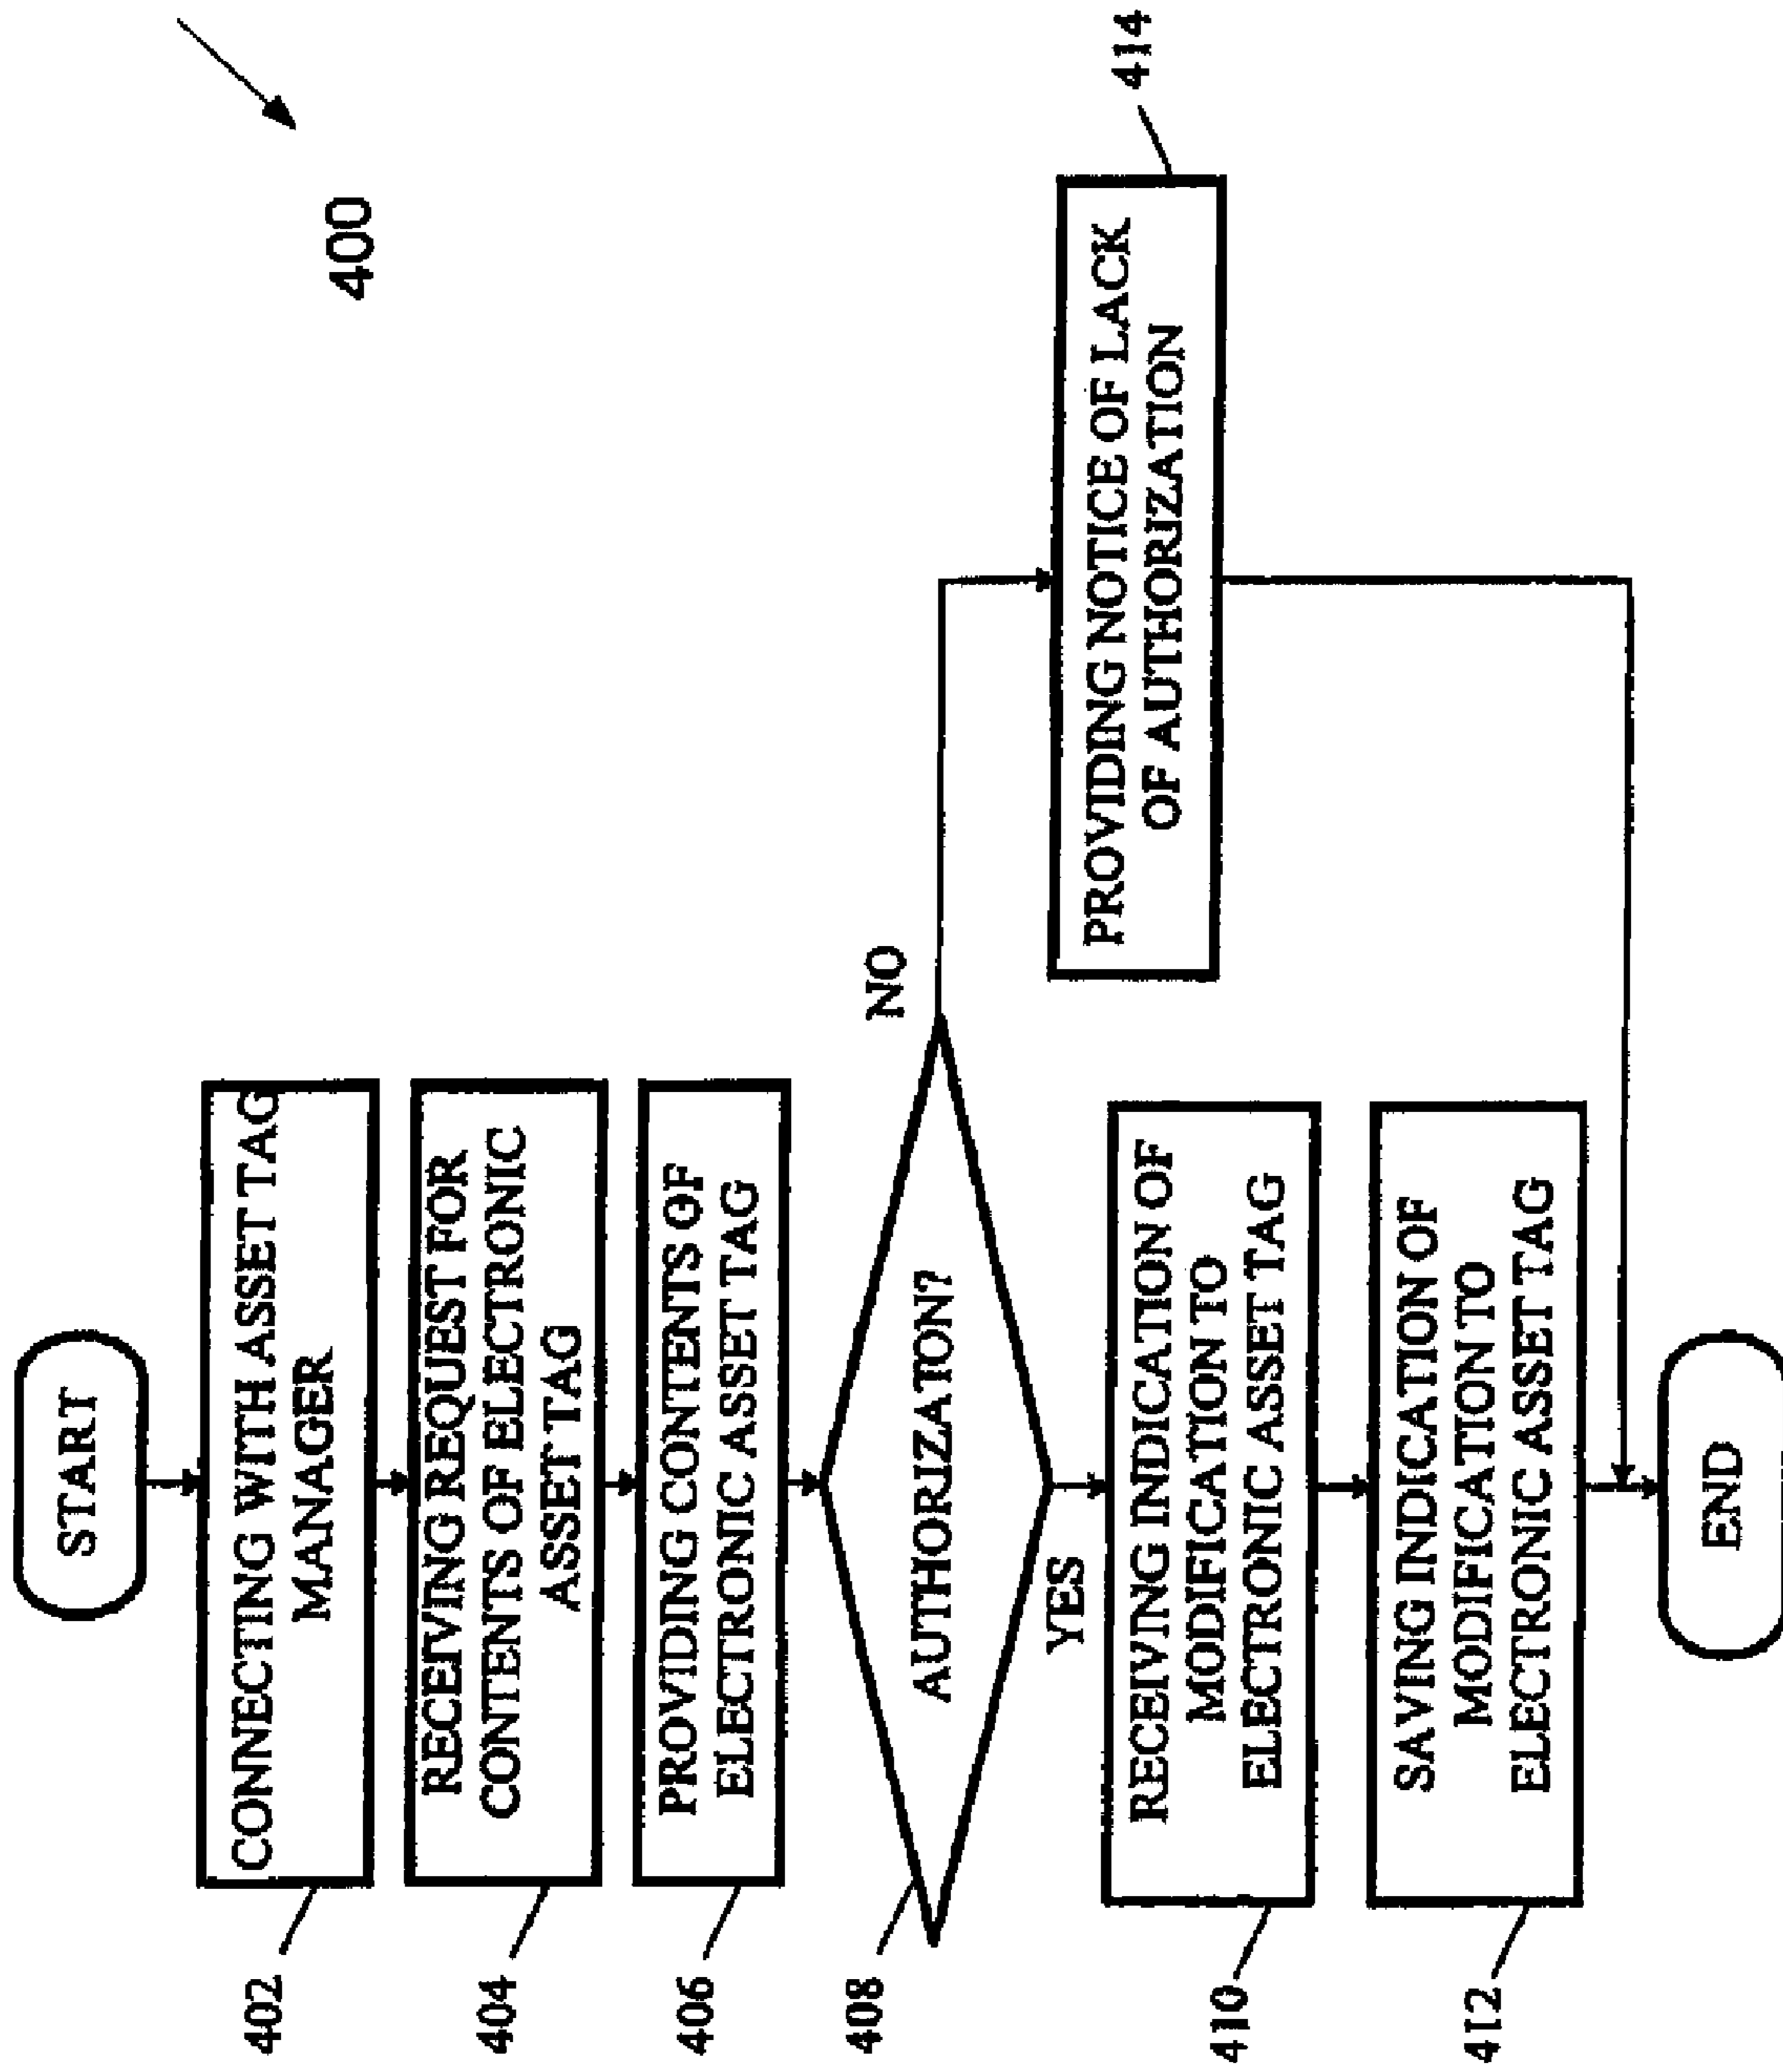 400
START
402
CONNECTING WITH ASSET TAG
MANAGER
404
RECEIVING REQUEST FOR
CONTENTS OF ELECTRONIC
ASSET TAG
406
PROVIDING CONTENTS OF
ELECTRONIC ASSET TAG
408
AUTHORIZATON?
NO
YES
414
PROVIDING NOTICE OF LACK
OF AUTHORIZATION
410
RECEIVING INDICATION OF
MODIFICATION TO
ELECTRONIC ASSET TAG
412
SAVING INDICATION OF
MODIFICATION TO
ELECTRONIC ASSET TAG
END